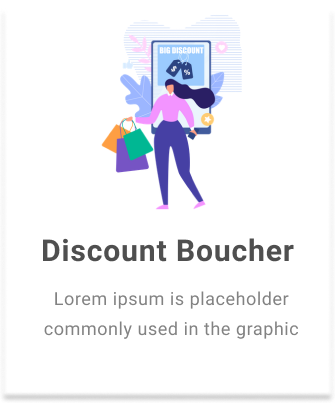 BIG DISCOUNT
$ %
Discount Boucher
Lorem ipsum is placeholder
commonly used in the graphic